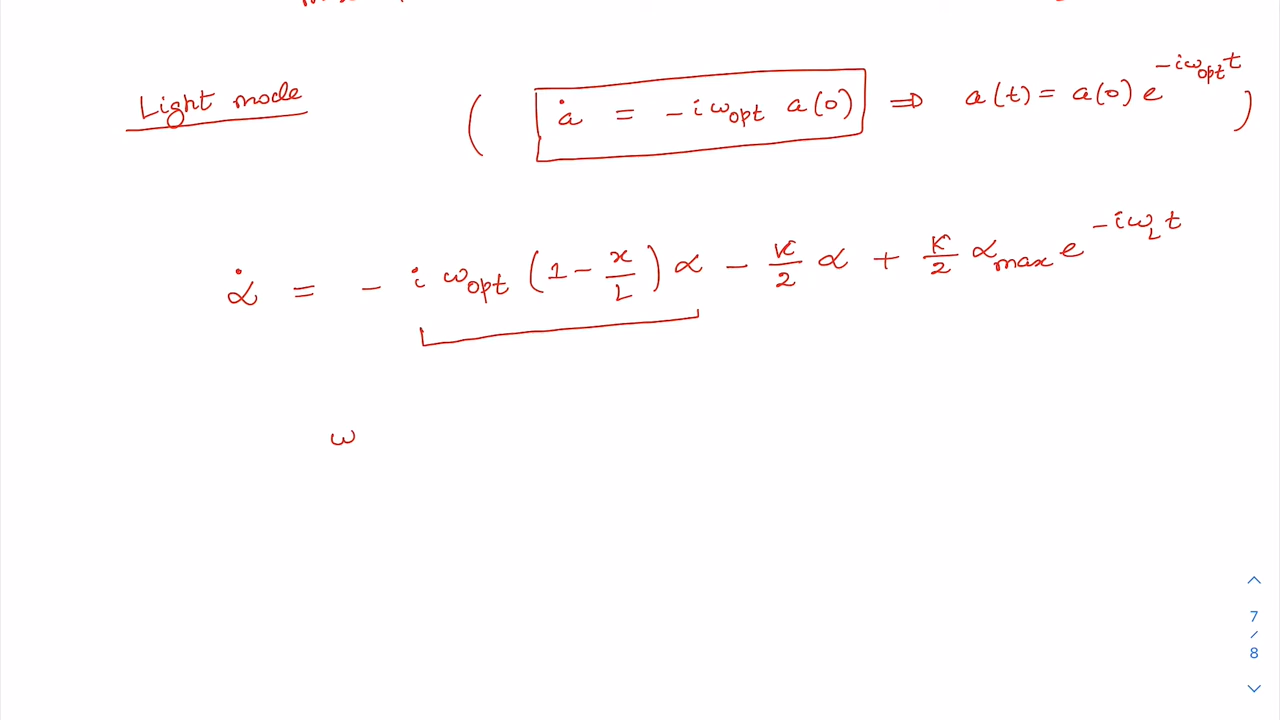 Light mode ( ȧ = -iω_opt a(0) ⇒ a(t) = a(0) e^{-iω_opt t} )
α̇ = - i ω_opt (1 - x/L) α - κ/2 α + κ/2 α_max e^{-iω_L t}
ω
7
/
8